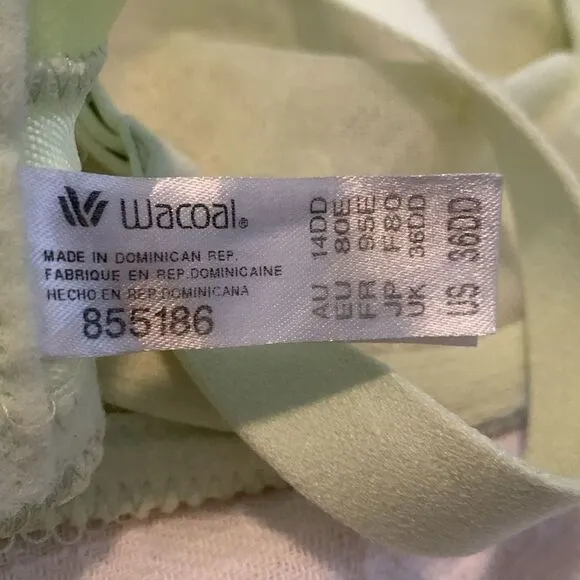 Wacoal®
MADE IN DOMINICAN REP.
FABRIQUE EN REP.DOMINICAINE
HECHO EN REP.DOMINICANA
855186
AU 14DD
EU 80E
FR 95E
JP F80
UK 36DD
US 36DD